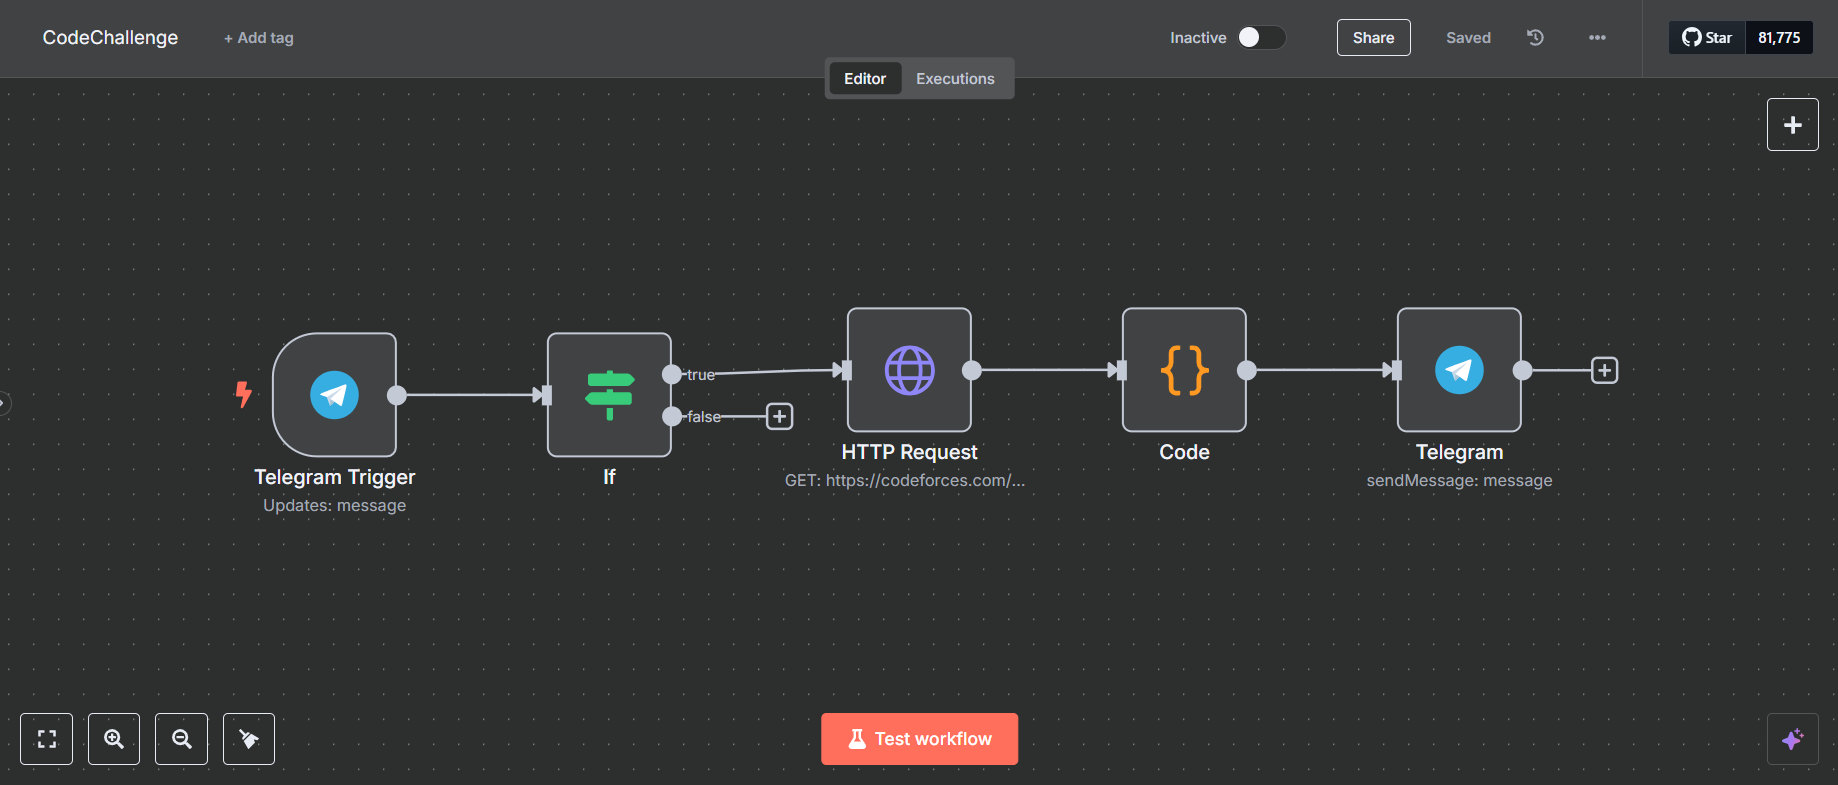 CodeChallenge
+ Add tag
Inactive
Share
Saved
Star
81,775
Editor
Executions
true
false
Telegram Trigger
Updates: message
If
HTTP Request
GET: https://codeforces.com/...
{}
Code
Telegram
sendMessage: message
Test workflow